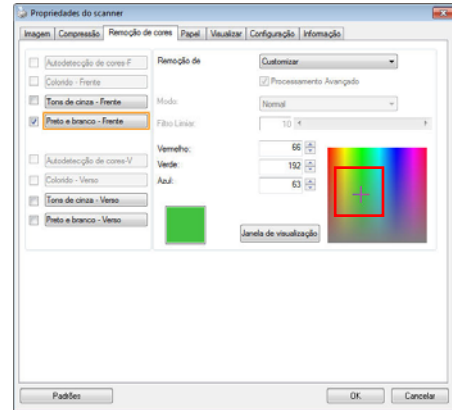 Propriedades do scanner
Imagem Compressão Remoção de cores Papel Visualizar Configuração Informação
Autodetecção de cores-F
Colorido - Frente
Tons de cinza - Frente
Preto e branco - Frente
Autodetecção de cores-V
Colorido - Verso
Tons de cinza - Verso
Preto e branco - Verso
Remoção de Customizar
Processamento Avançado
Modo: Normal
Filtro Limiar: 10
Vermelho: 66
Verde: 192
Azul: 63
Janela de visualização
Padrões OK Cancelar